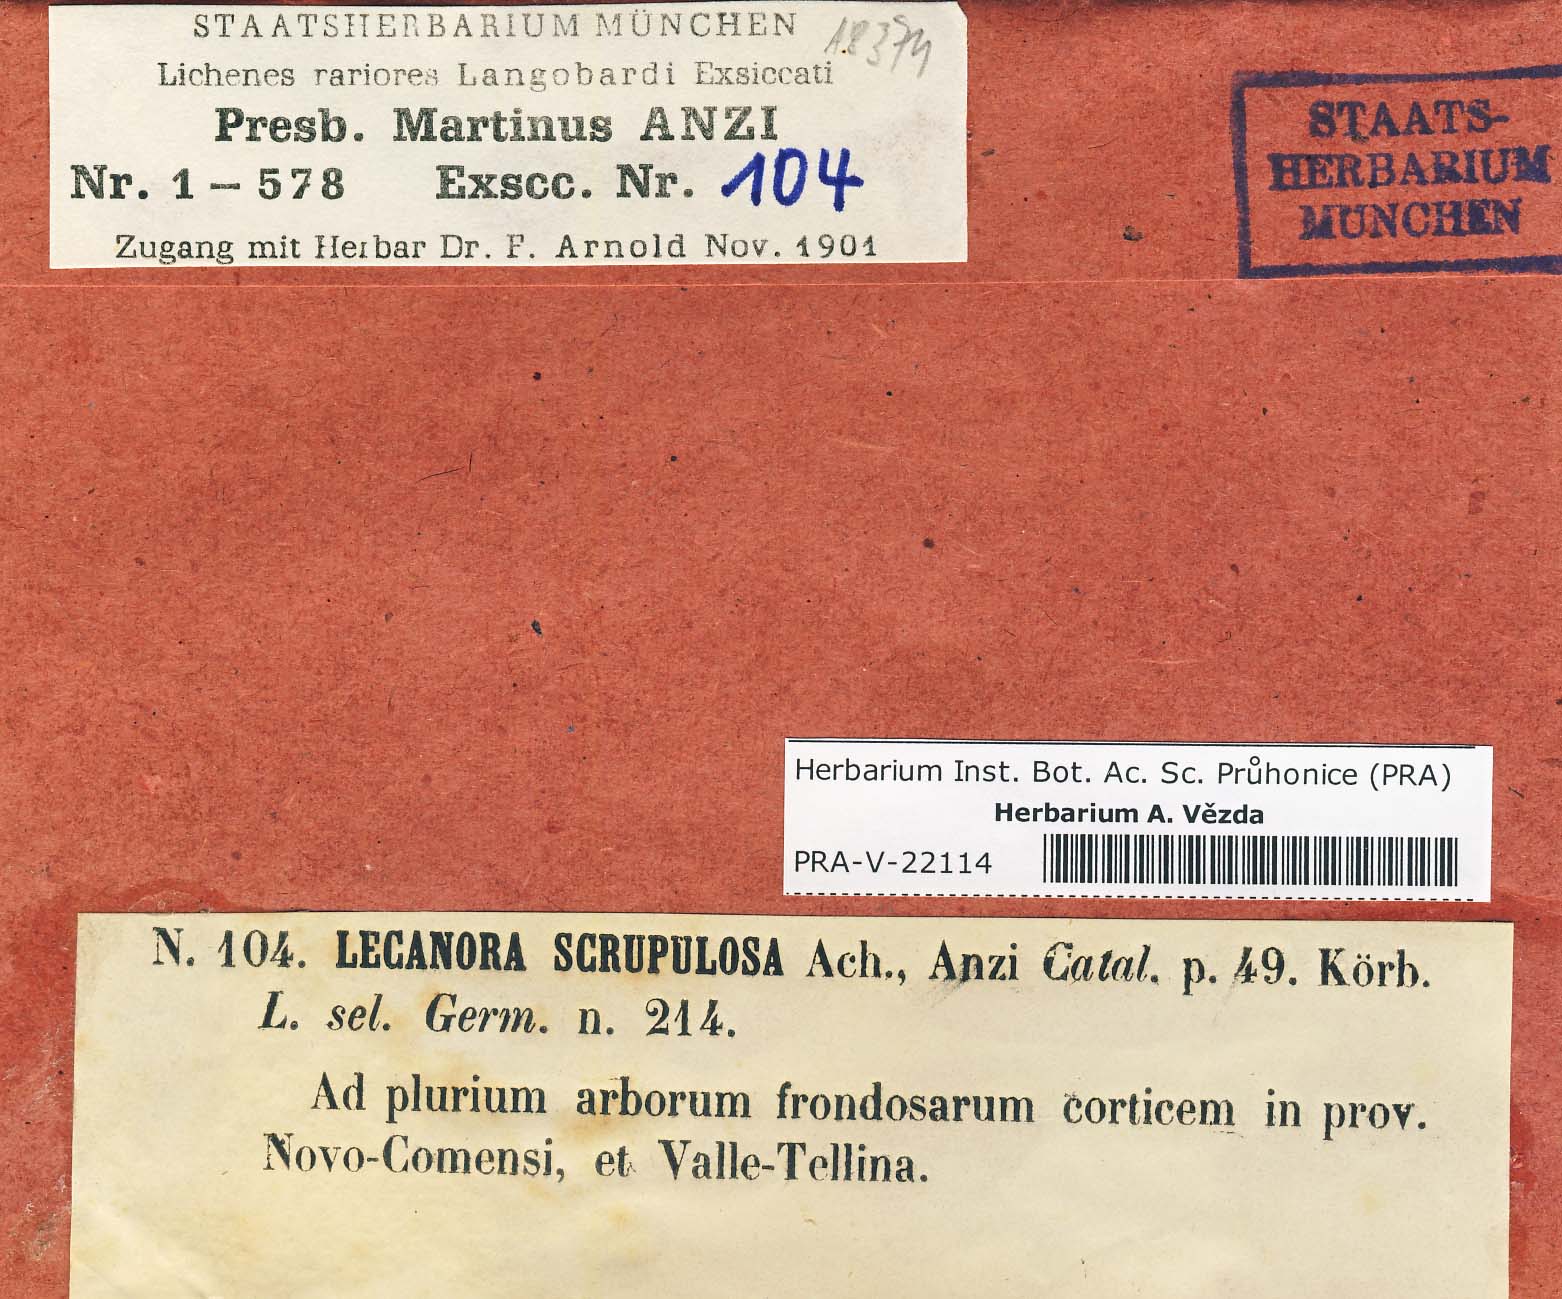 STAATSHERBARIUM MÜNCHEN
Lichenes rariores Langobardi Exsiccati
Presb. Martinus ANZI
Nr. 1 – 578 Exscc. Nr. 104
Zugang mit Herbar Dr. F. Arnold Nov. 1901
STAATS-
HERBARIUM
MÜNCHEN
Herbarium Inst. Bot. Ac. Sc. Průhonice (PRA)
Herbarium A. Vězda
PRA-V-22114
N. 104. LECANORA SCRUPULOSA Ach., Anzi Catal. p. 49. Körb.
L. sel. Germ. n. 214.
Ad plurium arborum frondosarum corticem in prov.
Novo-Comensi, et Valle-Tellina.